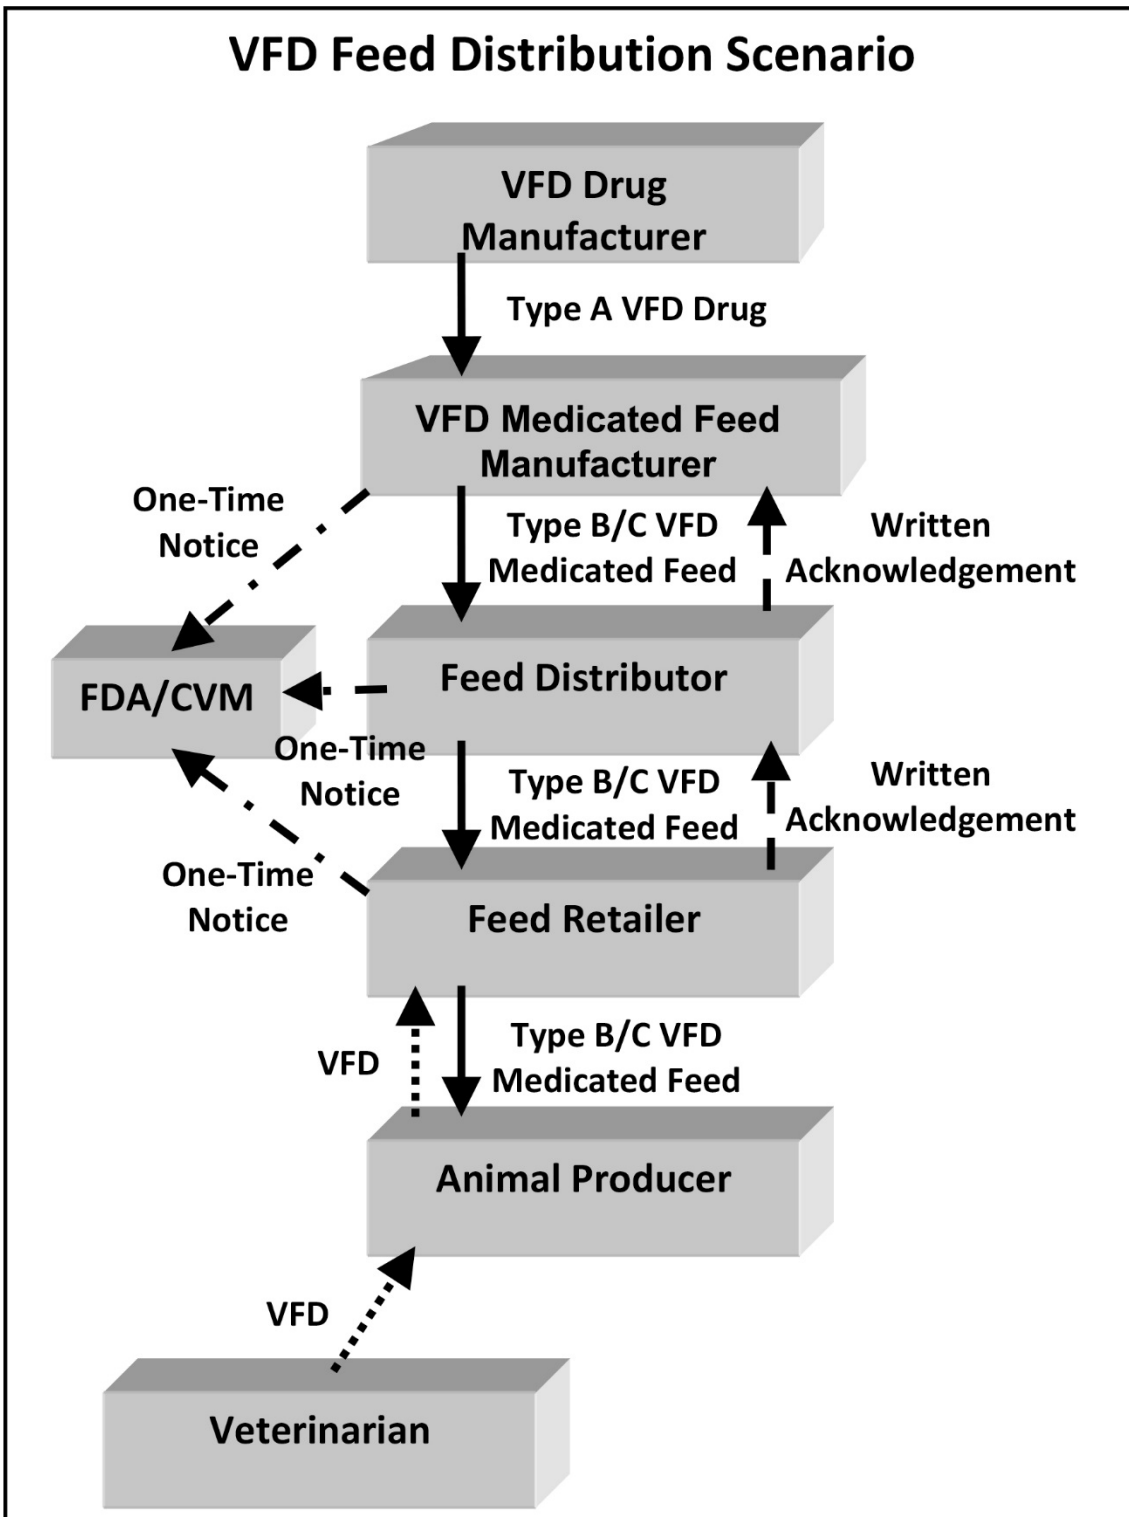 VFD Feed Distribution Scenario
VFD Drug
Manufacturer
Type A VFD Drug
VFD Medicated Feed
Manufacturer
One-Time
Notice
Type B/C VFD
Medicated Feed
Written
Acknowledgement
FDA/CVM
Feed Distributor
One-Time
Notice
Type B/C VFD
Medicated Feed
Written
Acknowledgement
One-Time
Notice
Feed Retailer
VFD
Type B/C VFD
Medicated Feed
Animal Producer
VFD
Veterinarian